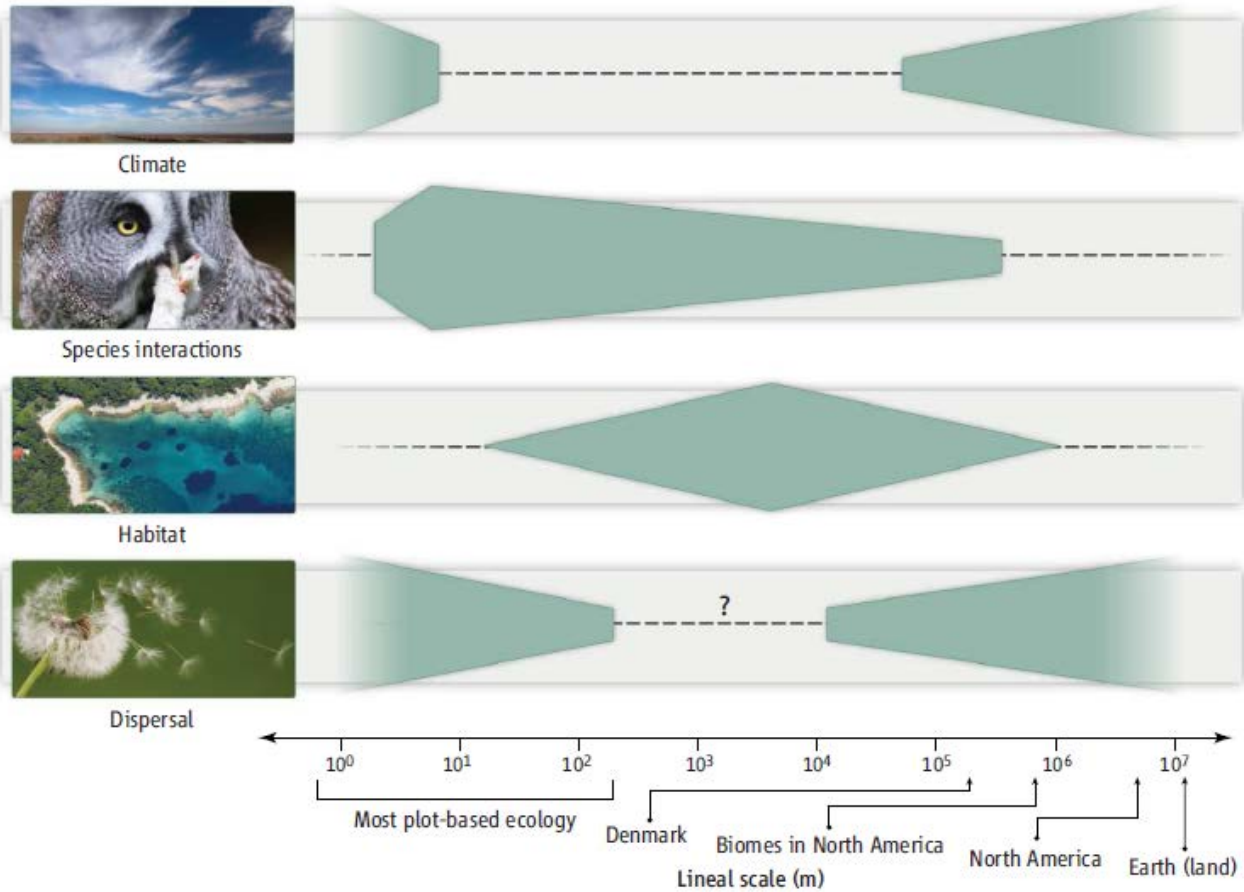 Climate
Species interactions
Habitat
?
Dispersal
10⁰ 10¹ 10² 10³ 10⁴ 10⁵ 10⁶ 10⁷
Most plot-based ecology
Denmark
Biomes in North America
North America
Earth (land)
Lineal scale (m)